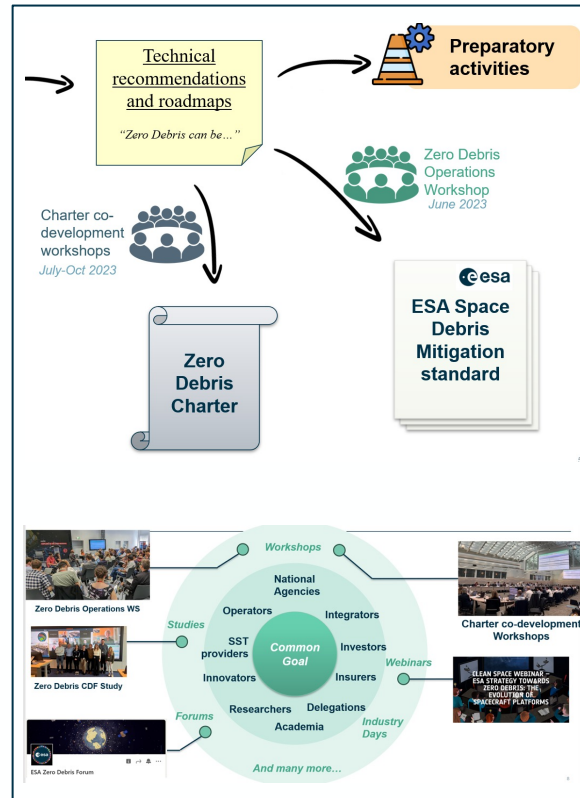 Technical
recommendations
and roadmaps
“Zero Debris can be…”
Preparatory
activities
Zero Debris
Operations
Workshop
June 2023
Charter co-
development
workshops
July-Oct 2023
esa
ESA Space
Debris
Mitigation
standard
Zero
Debris
Charter
Workshops
National
Agencies
Operators
Integrators
Studies
SST
providers
Common
Goal
Investors
Webinars
Innovators
Insurers
Researchers
Delegations
Forums
Academia
Industry
Days
And many more…
Zero Debris Operations WS
Zero Debris CDF Study
esa
ESA Zero Debris Forum
Charter co-development
Workshops
CLEAN SPACE WEBINAR –
ESA STRATEGY TOWARDS
ZERO DEBRIS: THE
EVOLUTION OF
SPACECRAFT PLATFORMS